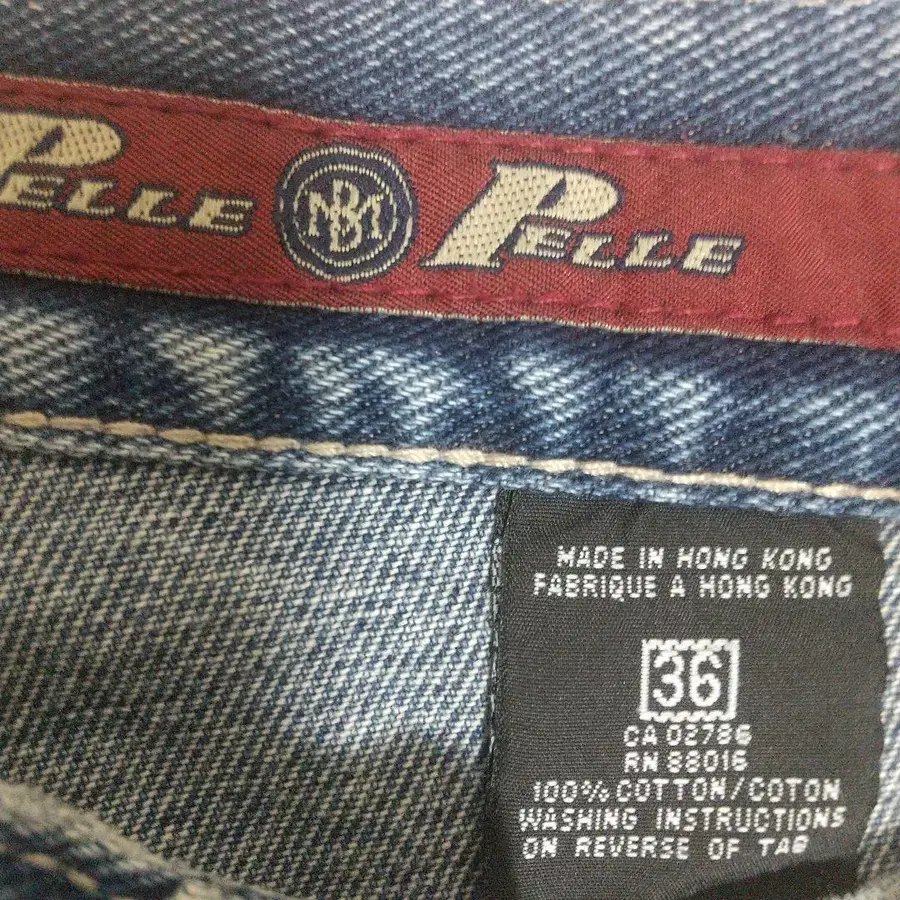 PELLE MB PELLE
MADE IN HONG KONG
FABRIQUE A HONG KONG
36
CA 02786
RN 88016
100% COTTON/COTON
WASHING INSTRUCTIONS
ON REVERSE OF TAG